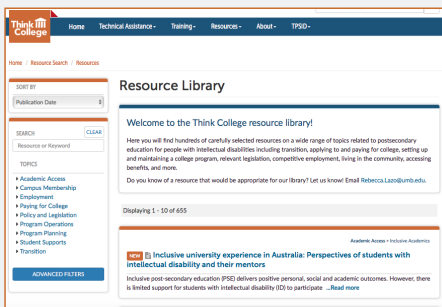 Think College
Home Technical Assistance Training Resources About TPSID
Home / Resource Search / Resources
SORT BY
Publication Date
SEARCH CLEAR
Resource or Keyword
TOPICS
Academic Access
Campus Membership
Employment
Paying for College
Policy and Legislation
Program Operations
Program Planning
Student Supports
Transition
ADVANCED FILTERS
Resource Library
Welcome to the Think College resource library!
Here you will find hundreds of carefully selected resources on a wide range of topics related to postsecondary
education for people with intellectual disabilities including transition, applying to and paying for college, setting up
and maintaining a college program, relevant legislation, competitive employment, living in the community, accessing
benefits, and more.
Do you know of a resource that would be appropriate for our library? Let us know! Email Rebecca.Lazo@umb.edu.
Displaying 1 - 10 of 655
Academic Access • Inclusive Academics
NEW Inclusive university experience in Australia: Perspectives of students with
intellectual disability and their mentors
Inclusive post-secondary education (PSE) delivers positive personal, social and academic outcomes. However, there
is limited support for students with intellectual disability (ID) to participate ...Read more